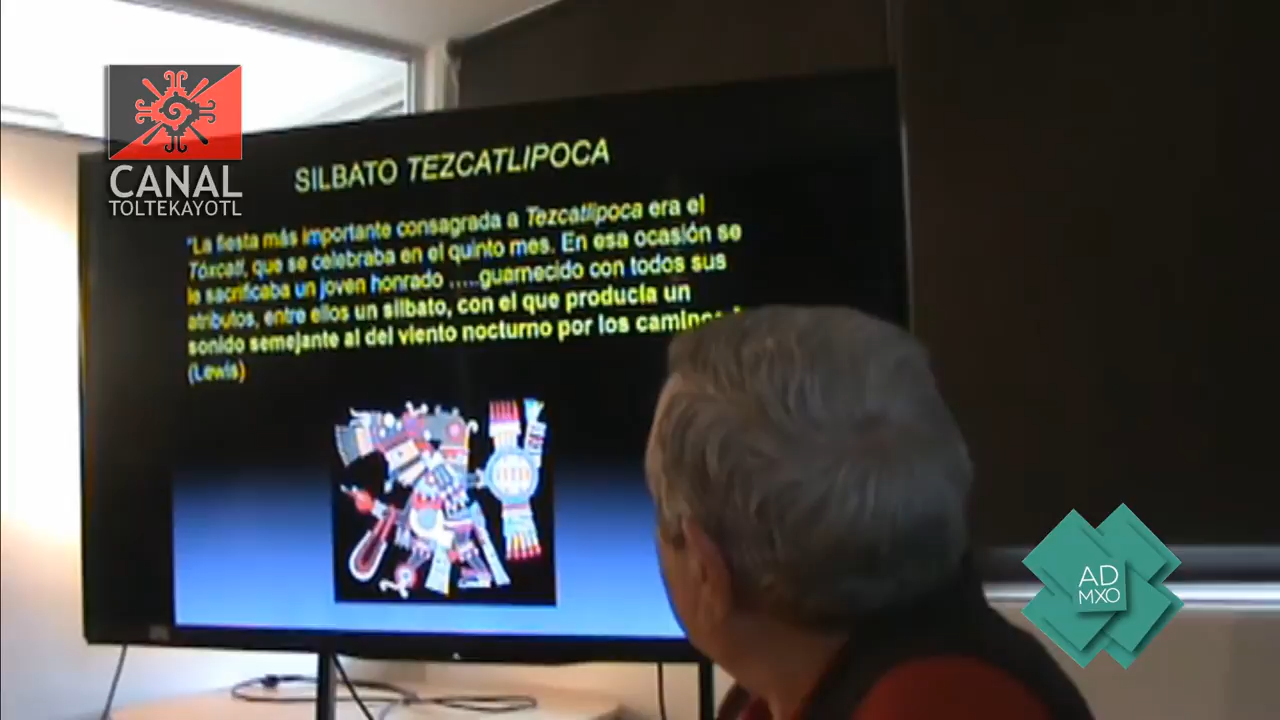 CANAL
TOLTEKAYOTL
SILBATO TEZCATLIPOCA
"La fiesta más importante consagrada a Tezcatlipoca era el
Tóxcatl, que se celebraba en el quinto mes. En esa ocasión se
le sacrificaba un joven honrado .....guarnecido con todos sus
atributos, entre ellos un silbato, con el que producía un
sonido semejante al del viento nocturno por los caminos
(Lewis)
AD
MXO